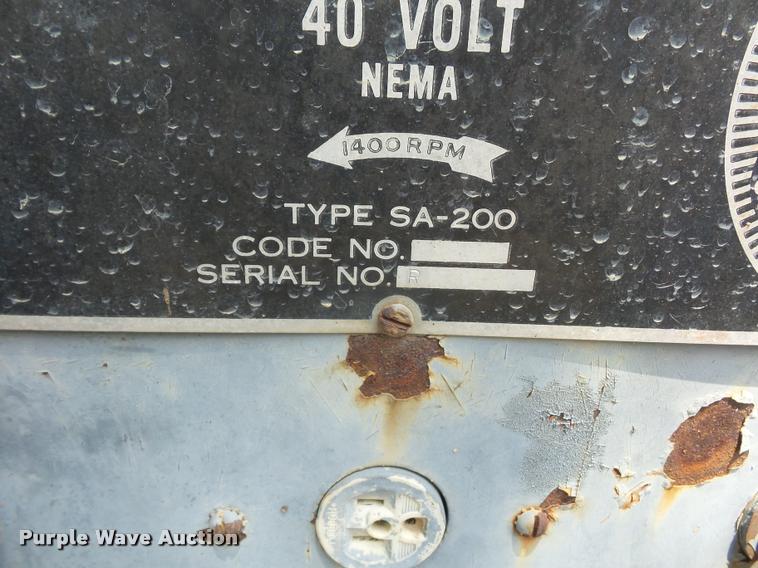 40 VOLT
NEMA
1400 RPM
TYPE SA-200
CODE NO.
SERIAL NO. R
Purple Wave Auction